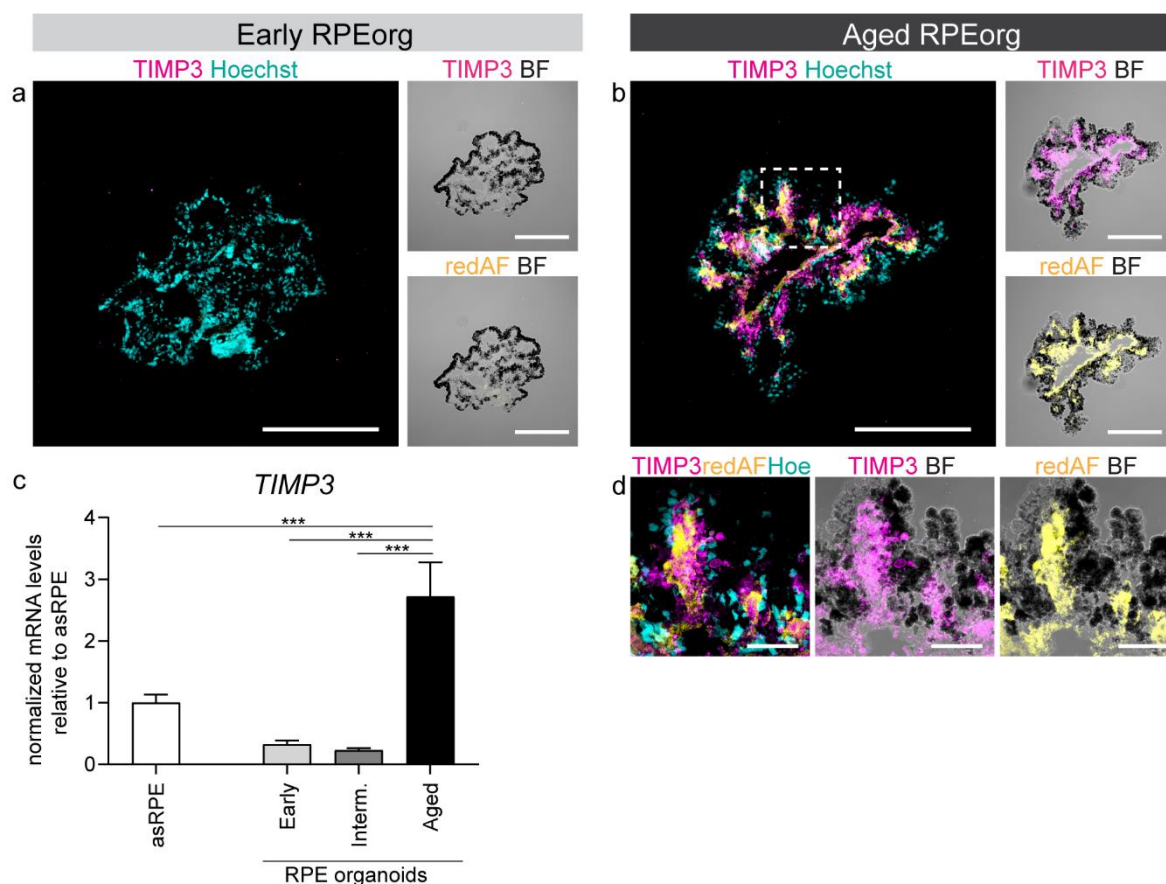 Early RPEorg
Aged RPEorg
a
TIMP3 Hoechst
TIMP3 BF
redAF BF
b
TIMP3 Hoechst
TIMP3 BF
redAF BF
c
TIMP3
normalized mRNA levels
relative to asRPE
4
3
2
1
0
***
***
***
asRPE
Early
Interm.
Aged
RPE organoids
d
TIMP3redAFHoe
TIMP3 BF
redAF BF